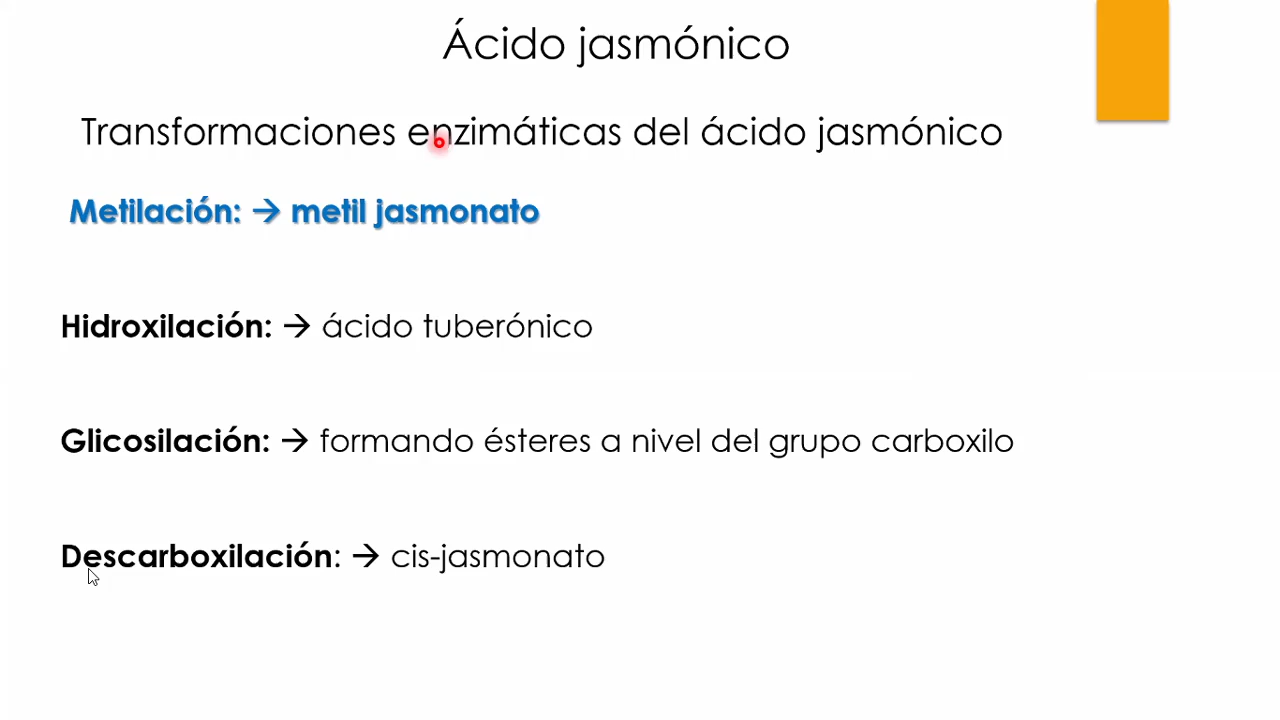 Ácido jasmónico
Transformaciones enzimáticas del ácido jasmónico
Metilación: → metil jasmonato
Hidroxilación: → ácido tuberónico
Glicosilación: → formando ésteres a nivel del grupo carboxilo
Descarboxilación: → cis-jasmonato